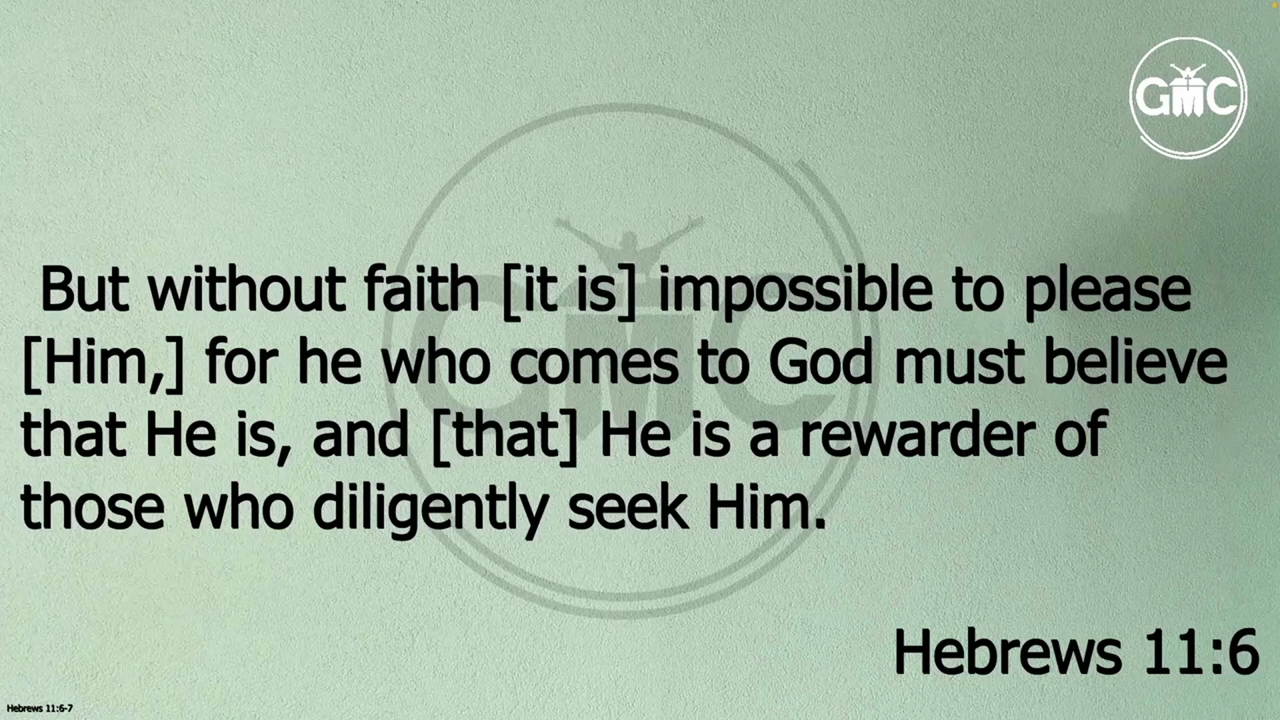 GMC
But without faith [it is] impossible to please
[Him,] for he who comes to God must believe
that He is, and [that] He is a rewarder of
those who diligently seek Him.
GMC
Hebrews 11:6
Hebrews 11:6-7